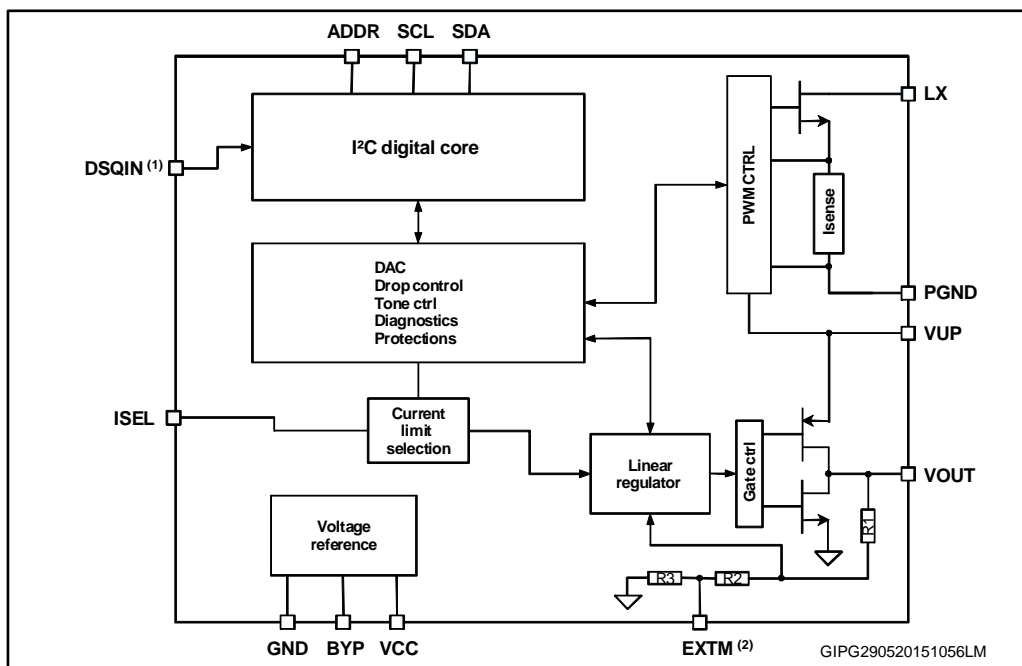 ADDR SCL SDA
LX
I²C digital core
DSQIN (1)
PWM CTRL
Isense
DAC
Drop control
Tone ctrl
Diagnostics
Protections
PGND
VUP
ISEL
Current
limit
selection
Linear
regulator
Gate ctrl
VOUT
R1
Voltage
reference
R3
R2
GND BYP VCC
EXTM (2)
GIPG290520151056LM